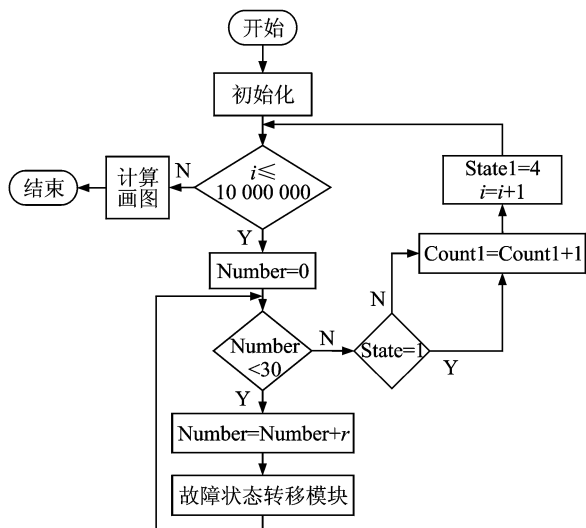 开始
初始化
i≤
10 000 000
N
计算
画图
结束
Y
Number=0
Number
<30
N
State=1
N
Y
Count1=Count1+1
State1=4
i=i+1
Y
Number=Number+r
故障状态转移模块